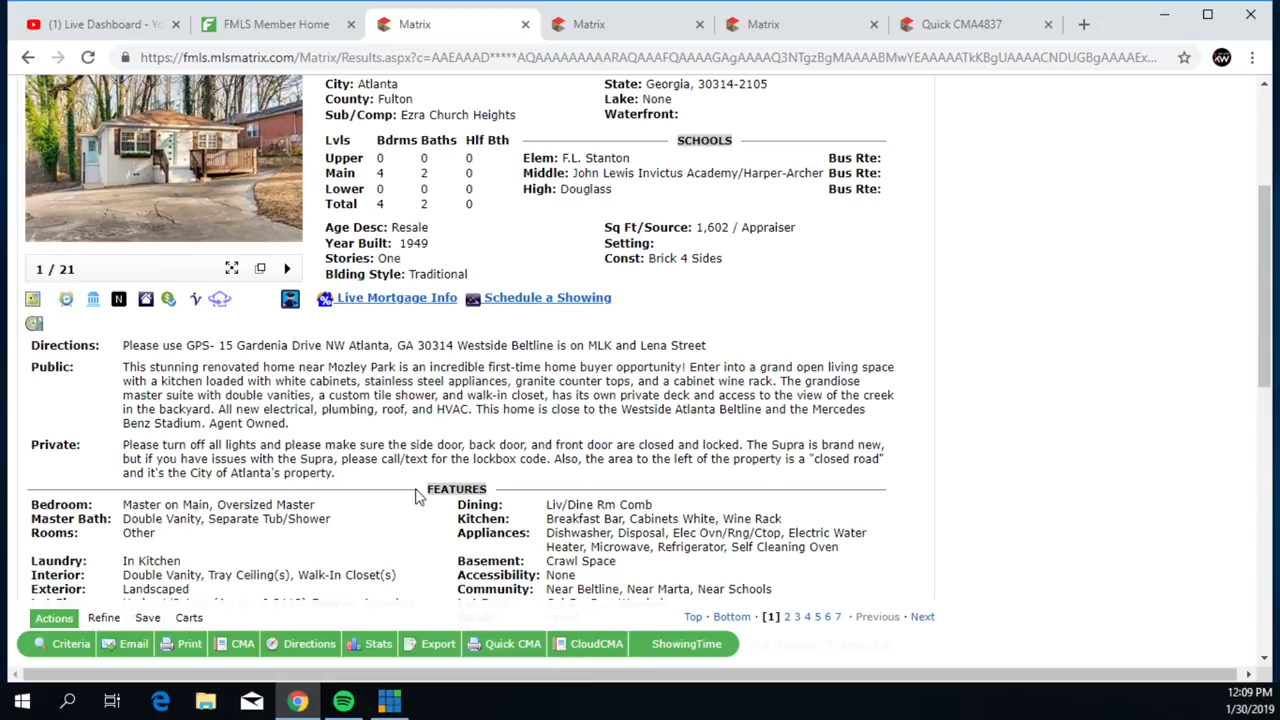 (1) Live Dashboard - Yo
FMLS Member Home
Matrix
Matrix
Matrix
Quick CMA4837
https://fmls.mlsmatrix.com/Matrix/Results.aspx?c=AAEAAAD*****AQAAAAAAAAAARAQAAAFQAAAAGAgAAAAQ3NTgzBgMAAAABMwYEAAAAATkKBgUAAAACNDUGBgAAAAEx...
City: Atlanta State: Georgia, 30314-2105
County: Fulton Lake: None
Sub/Comp: Ezra Church Heights Waterfront:
Lvls Bdrms Baths Hlf Bth SCHOOLS
Upper 0 0 0 Elem: F.L. Stanton Bus Rte:
Main 4 2 0 Middle: John Lewis Invictus Academy/Harper-Archer Bus Rte:
Lower 0 0 0 High: Douglass Bus Rte:
Total 4 2 0
Age Desc: Resale Sq Ft/Source: 1,602 / Appraiser
Year Built: 1949 Setting:
Stories: One Const: Brick 4 Sides
Blding Style: Traditional
1 / 21
Live Mortgage Info Schedule a Showing
Directions: Please use GPS- 15 Gardenia Drive NW Atlanta, GA 30314 Westside Beltline is on MLK and Lena Street
Public: This stunning renovated home near Mozley Park is an incredible first-time home buyer opportunity! Enter into a grand open living space
with a kitchen loaded with white cabinets, stainless steel appliances, granite counter tops, and a cabinet wine rack. The grandiose
master suite with double vanities, a custom tile shower, and walk-in closet, has its own private deck and access to the view of the creek
in the backyard. All new electrical, plumbing, roof, and HVAC. This home is close to the Westside Atlanta Beltline and the Mercedes
Benz Stadium. Agent Owned.
Private: Please turn off all lights and please make sure the side door, back door, and front door are closed and locked. The Supra is brand new,
but if you have issues with the Supra, please call/text for the lockbox code. Also, the area to the left of the property is a "closed road"
and it's the City of Atlanta's property.
FEATURES
Bedroom: Master on Main, Oversized Master Dining: Liv/Dine Rm Comb
Master Bath: Double Vanity, Separate Tub/Shower Kitchen: Breakfast Bar, Cabinets White, Wine Rack
Rooms: Other Appliances: Dishwasher, Disposal, Elec Ovn/Rng/Ctop, Electric Water
Heater, Microwave, Refrigerator, Self Cleaning Oven
Laundry: In Kitchen Basement: Crawl Space
Interior: Double Vanity, Tray Ceiling(s), Walk-In Closet(s) Accessibility: None
Exterior: Landscaped Community: Near Beltline, Near Marta, Near Schools
Actions Refine Save Carts Top · Bottom · [1] 2 3 4 5 6 7 · Previous · Next
Criteria Email Print CMA Directions Stats Export Quick CMA CloudCMA ShowingTime
12:09 PM
1/30/2019